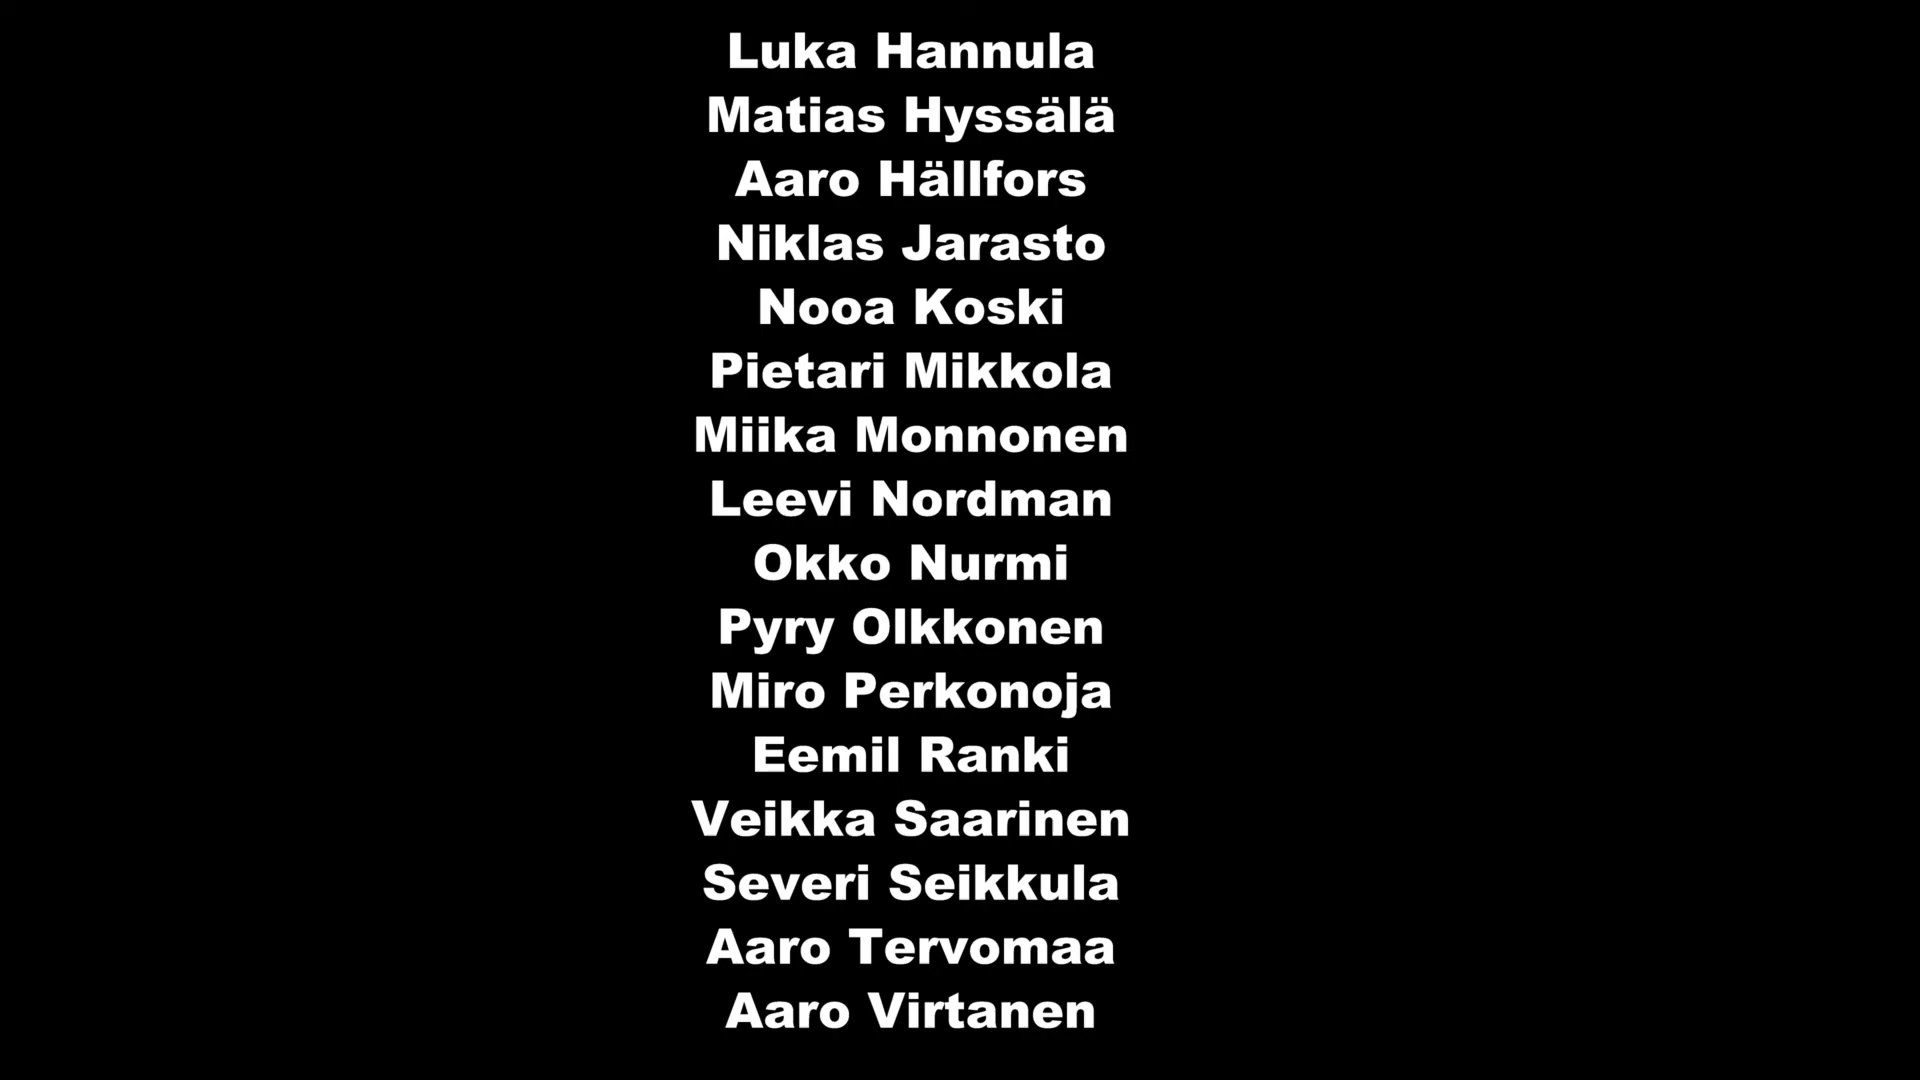 Luka Hannula
Matias Hyssälä
Aaro Hällfors
Niklas Jarasto
Nooa Koski
Pietari Mikkola
Miika Monnonen
Leevi Nordman
Okko Nurmi
Pyry Olkkonen
Miro Perkonoja
Eemil Ranki
Veikka Saarinen
Severi Seikkula
Aaro Tervomaa
Aaro Virtanen